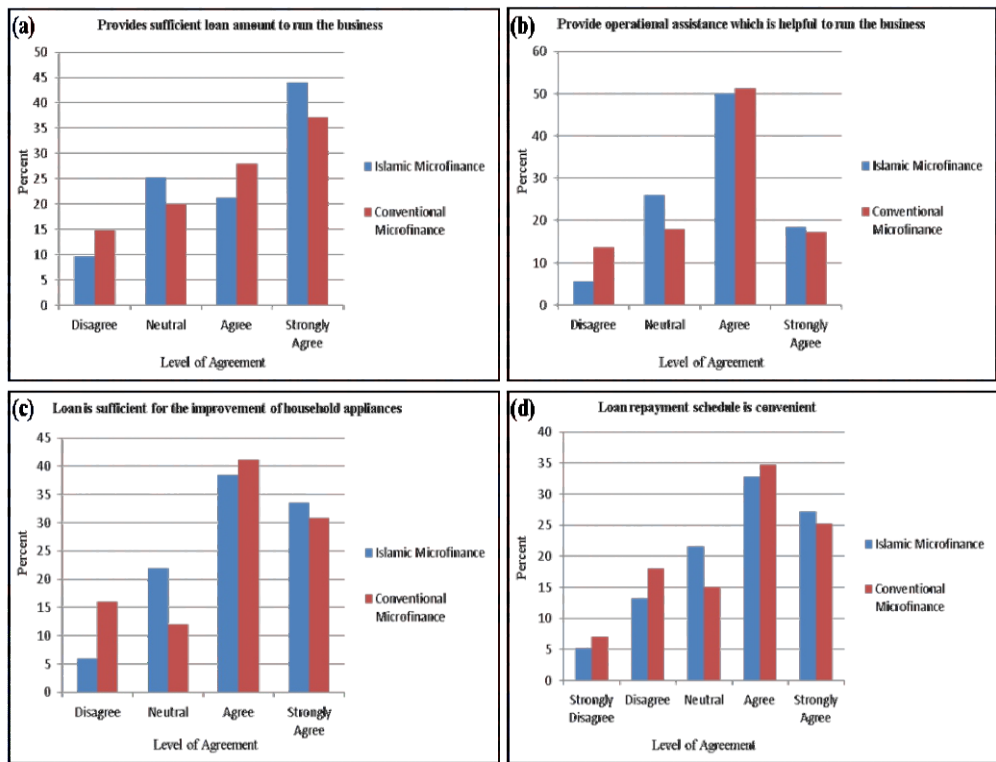 (a) Provides sufficient loan amount to run the business
50
45
40
35
30
25
20
15
10
5
0
Percent
Disagree Neutral Agree Strongly
Agree
Level of Agreement
Islamic Microfinance
Conventional
Microfinance
(b) Provide operational assistance which is helpful to run the business
60
50
40
30
20
10
0
Percent
Disagree Neutral Agree Strongly
Agree
Level of Agreement
Islamic Microfinance
Conventional
Microfinance
(c) Loan is sufficient for the improvement of household appliances
45
40
35
30
25
20
15
10
5
0
Percent
Disagree Neutral Agree Strongly
Agree
Level of Agreement
Islamic Microfinance
Conventional
Microfinance
(d) Loan repayment schedule is convenient
40
35
30
25
20
15
10
5
0
Percent
Strongly Disagree Neutral Agree Strongly
Disagree Agree
Level of Agreement
Islamic Microfinance
Conventional
Microfinance